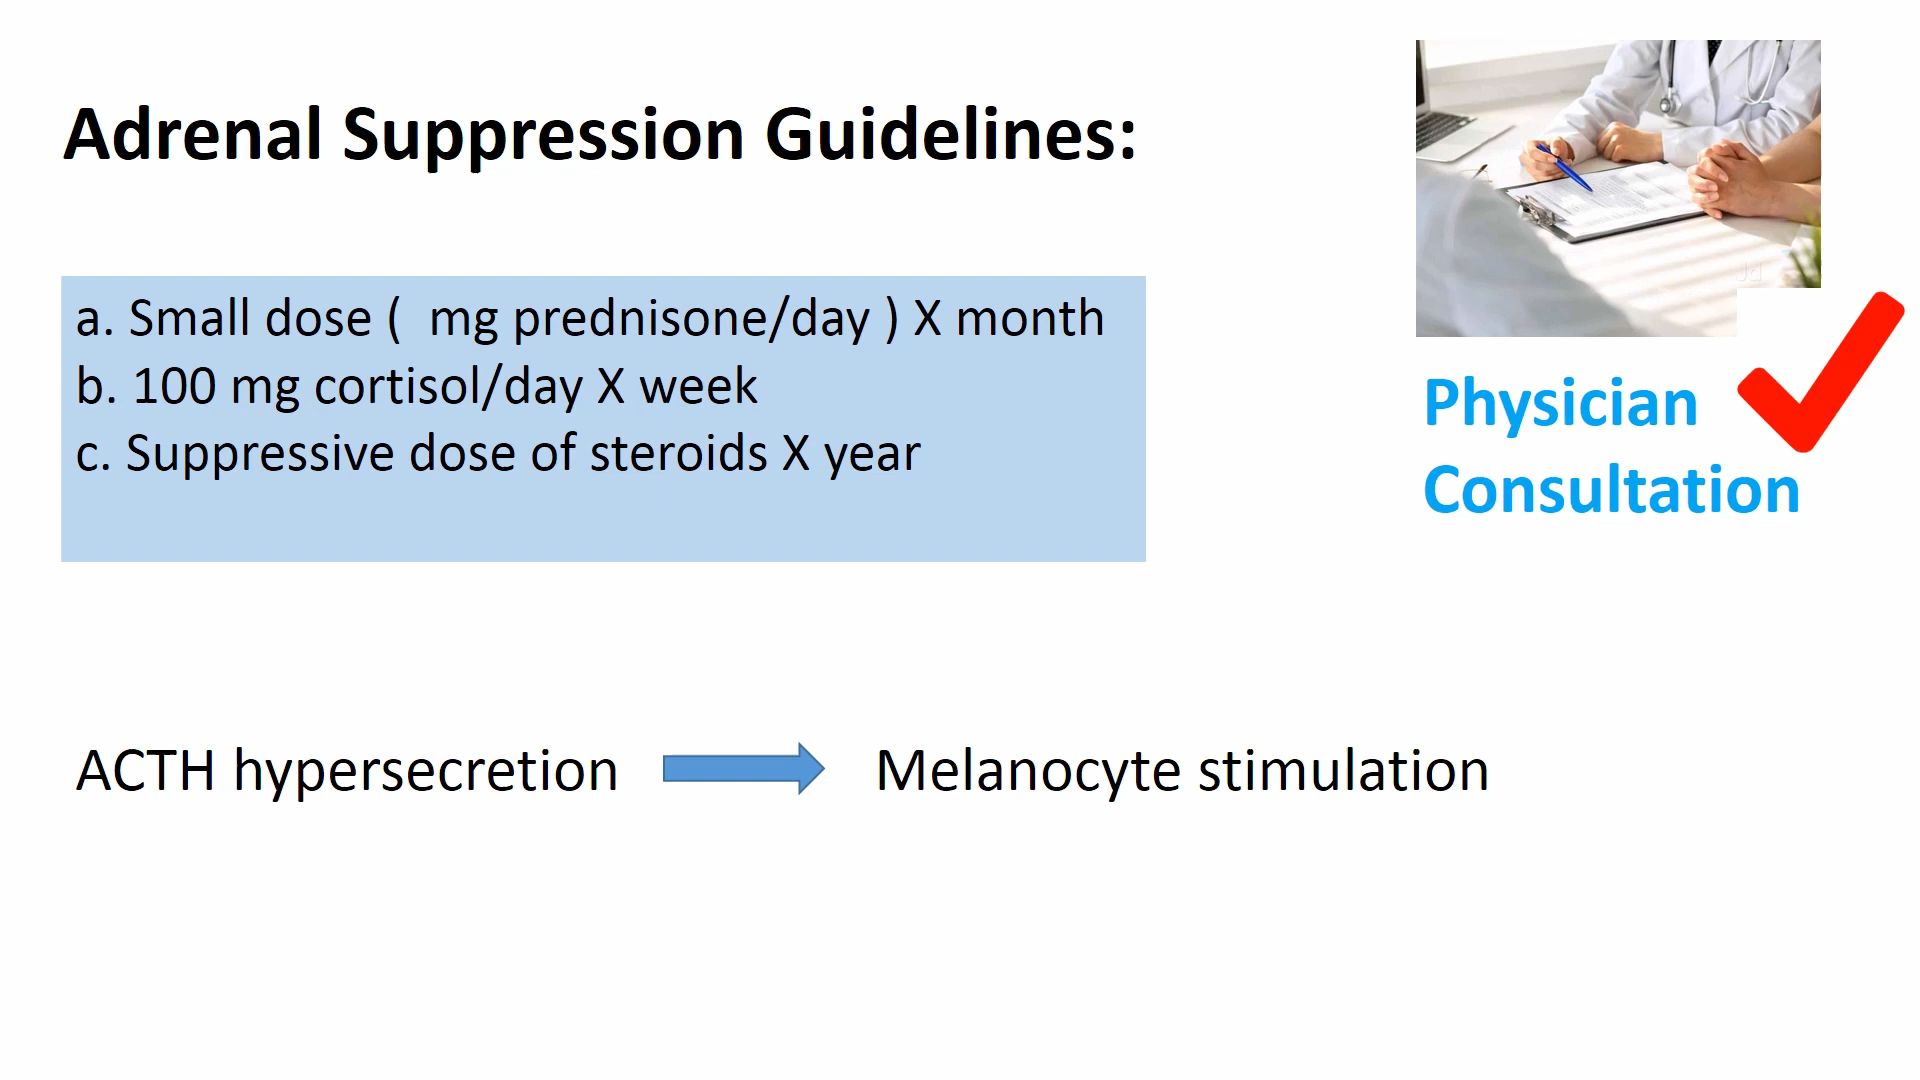 Adrenal Suppression Guidelines:
a. Small dose (  mg prednisone/day ) X month
b. 100 mg cortisol/day X week
c. Suppressive dose of steroids X year
Physician
Consultation
ACTH hypersecretion
Melanocyte stimulation